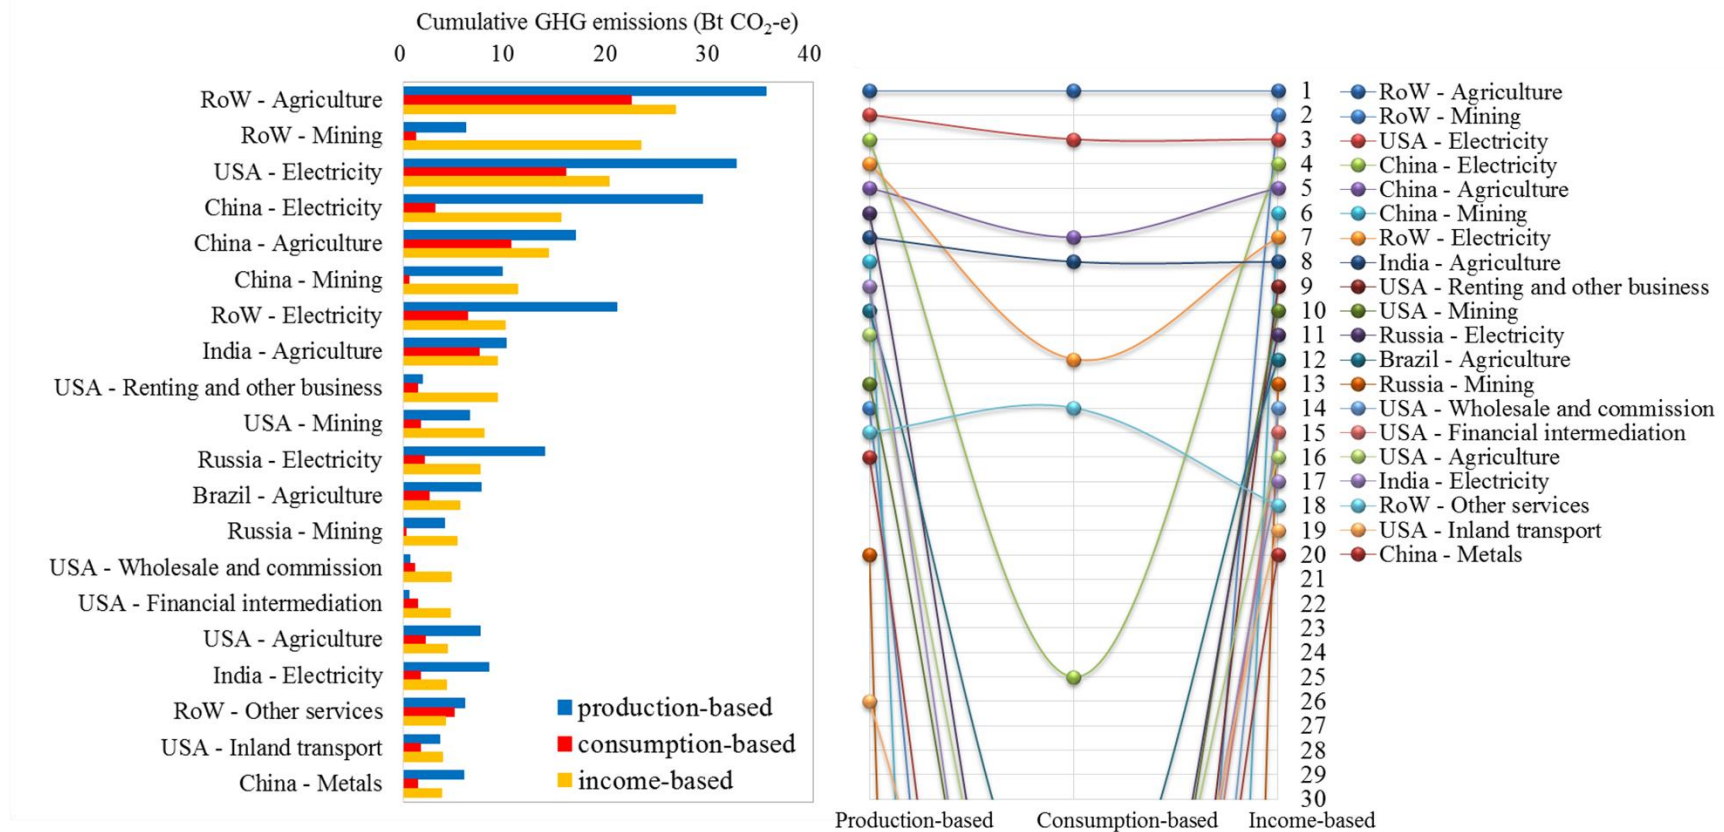 Cumulative GHG emissions (Bt CO₂-e)
0 10 20 30 40
RoW - Agriculture
RoW - Mining
USA - Electricity
China - Electricity
China - Agriculture
China - Mining
RoW - Electricity
India - Agriculture
USA - Renting and other business
USA - Mining
Russia - Electricity
Brazil - Agriculture
Russia - Mining
USA - Wholesale and commission
USA - Financial intermediation
USA - Agriculture
India - Electricity
RoW - Other services
USA - Inland transport
China - Metals
production-based
consumption-based
income-based
1 RoW - Agriculture
2 RoW - Mining
3 USA - Electricity
4 China - Electricity
5 China - Agriculture
6 China - Mining
7 RoW - Electricity
8 India - Agriculture
9 USA - Renting and other business
10 USA - Mining
11 Russia - Electricity
12 Brazil - Agriculture
13 Russia - Mining
14 USA - Wholesale and commission
15 USA - Financial intermediation
16 USA - Agriculture
17 India - Electricity
18 RoW - Other services
19 USA - Inland transport
20 China - Metals
21
22
23
24
25
26
27
28
29
30
Production-based Consumption-based Income-based